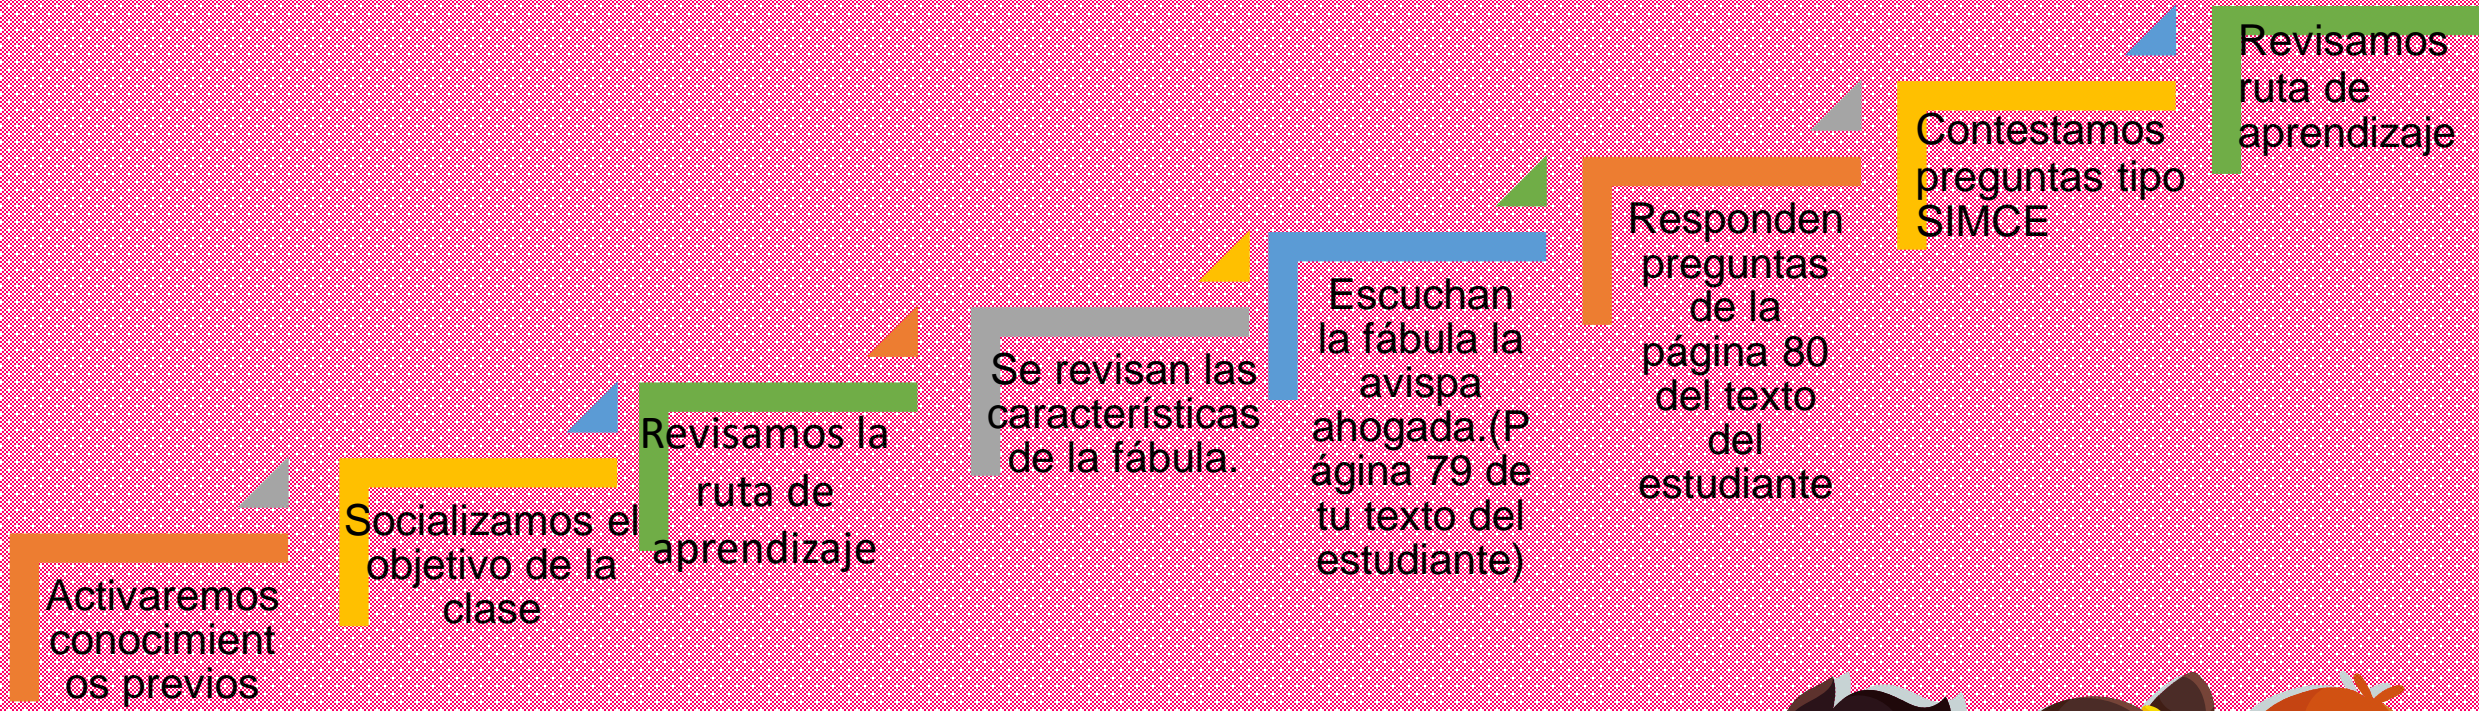 Activaremos
conocimient
os previos
Socializamos el
objetivo de la
clase
Revisamos la
ruta de
aprendizaje
Se revisan las
características
de la fábula.
Escuchan
la fábula la
avispa
ahogada.(P
ágina 79 de
tu texto del
estudiante)
Responden
preguntas
de la
página 80
del texto
del
estudiante
Contestamos
preguntas tipo
SIMCE
Revisamos
ruta de
aprendizaje